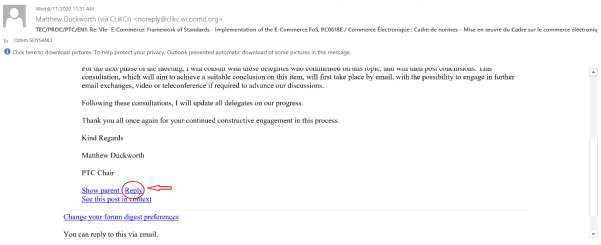 Wed 6/17/2020 11:51 AM
Matthew Duckworth (via CLiKC!) <noreply@clikc.wcoomd.org>
TEC/PROC/PTC/ENI: Re: VIe- E-Commerce: Framework of Standards - Implementation of the E-Commerce FoS, PC0618E / Commerce Électronique : Cadre de normes - Mise en œuvre du Cadre sur le commerce électroniq
To
Click here to download pictures. To help protect your privacy, Outlook prevented automatic download of some pictures in this message.
For the next phase of the meeting, I will consult with those delegates who commented on this topic, and will then post conclusions. This
consultation, which will aim to achieve a suitable conclusion on this item, will first take place by email, with the possibility to engage in further
email exchanges, video or teleconference if required to advance our discussions.
Following these consultations, I will update all delegates on our progress.
Thank you all once again for your continued constructive engagement in this process.
Kind Regards
Matthew Duckworth
PTC Chair
Show parent Reply
See this post in context
Change your forum digest preferences
You can reply to this via email.